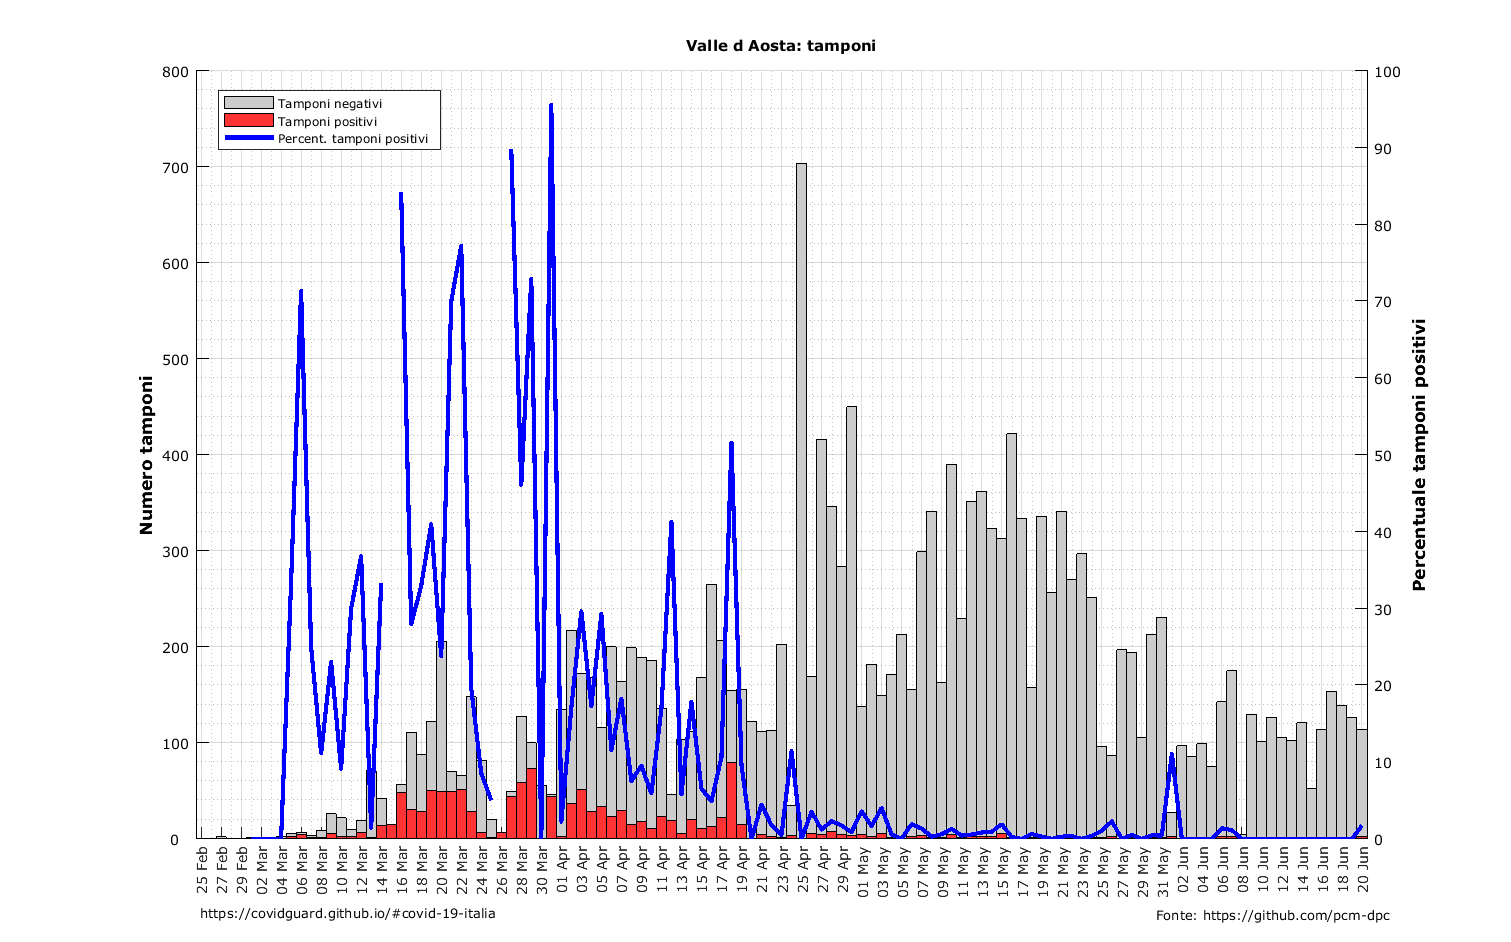 Valle d Aosta: tamponi
Tamponi negativi
Tamponi positivi
Percent. tamponi positivi
Numero tamponi
800
700
600
500
400
300
200
100
0
100
90
80
70
60
50
40
30
20
10
0
Percentuale tamponi positivi
25 Feb
27 Feb
29 Feb
02 Mar
04 Mar
06 Mar
08 Mar
10 Mar
12 Mar
14 Mar
16 Mar
18 Mar
20 Mar
22 Mar
24 Mar
26 Mar
28 Mar
30 Mar
01 Apr
03 Apr
05 Apr
07 Apr
09 Apr
11 Apr
13 Apr
15 Apr
17 Apr
19 Apr
21 Apr
23 Apr
25 Apr
27 Apr
29 Apr
01 May
03 May
05 May
07 May
09 May
11 May
13 May
15 May
17 May
19 May
21 May
23 May
25 May
27 May
29 May
31 May
02 Jun
04 Jun
06 Jun
08 Jun
10 Jun
12 Jun
14 Jun
16 Jun
18 Jun
20 Jun
https://covidguard.github.io/#covid-19-italia
Fonte: https://github.com/pcm-dpc